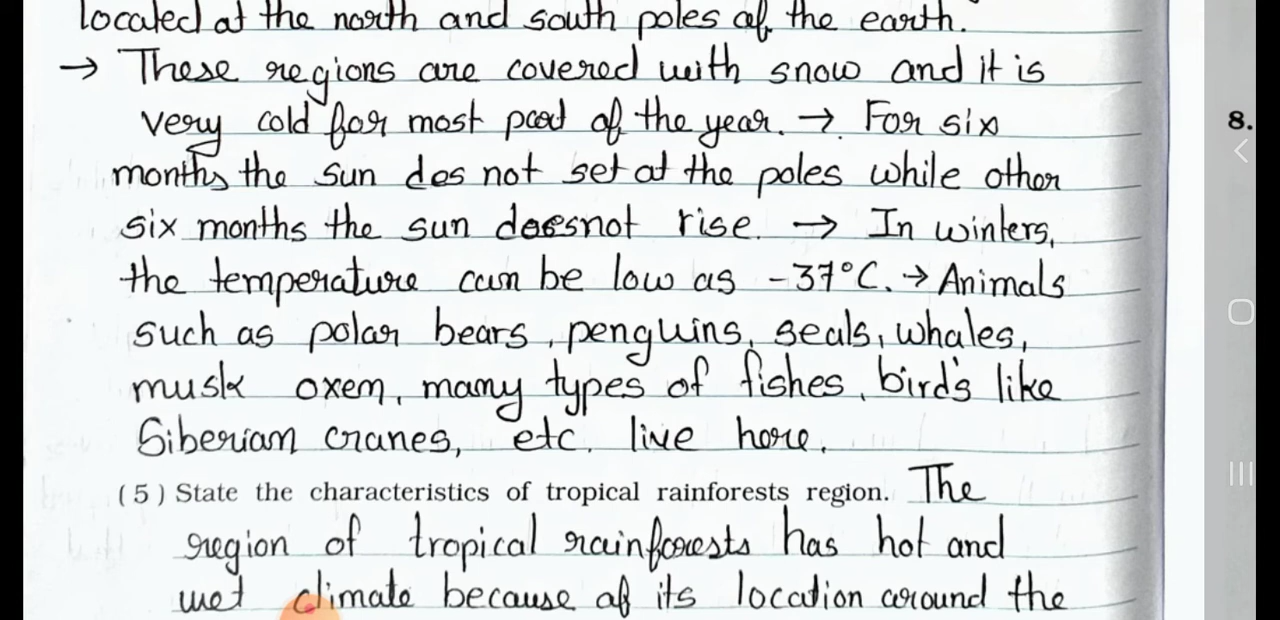 located at the north and south poles of the earth.
→ These regions are covered with snow and it is
very cold for most part of the year. → For six
months the sun des not set at the poles while other
six months the sun doesnot rise. → In winters,
the temperature can be low as -37°C. → Animals
such as polar bears, penguins, seals, whales,
musk oxen, many types of fishes, bird's like
Siberian cranes, etc. live here.
(5) State the characteristics of tropical rainforests region. The
region of tropical rainforests has hot and
wet climate because of its location around the
8.